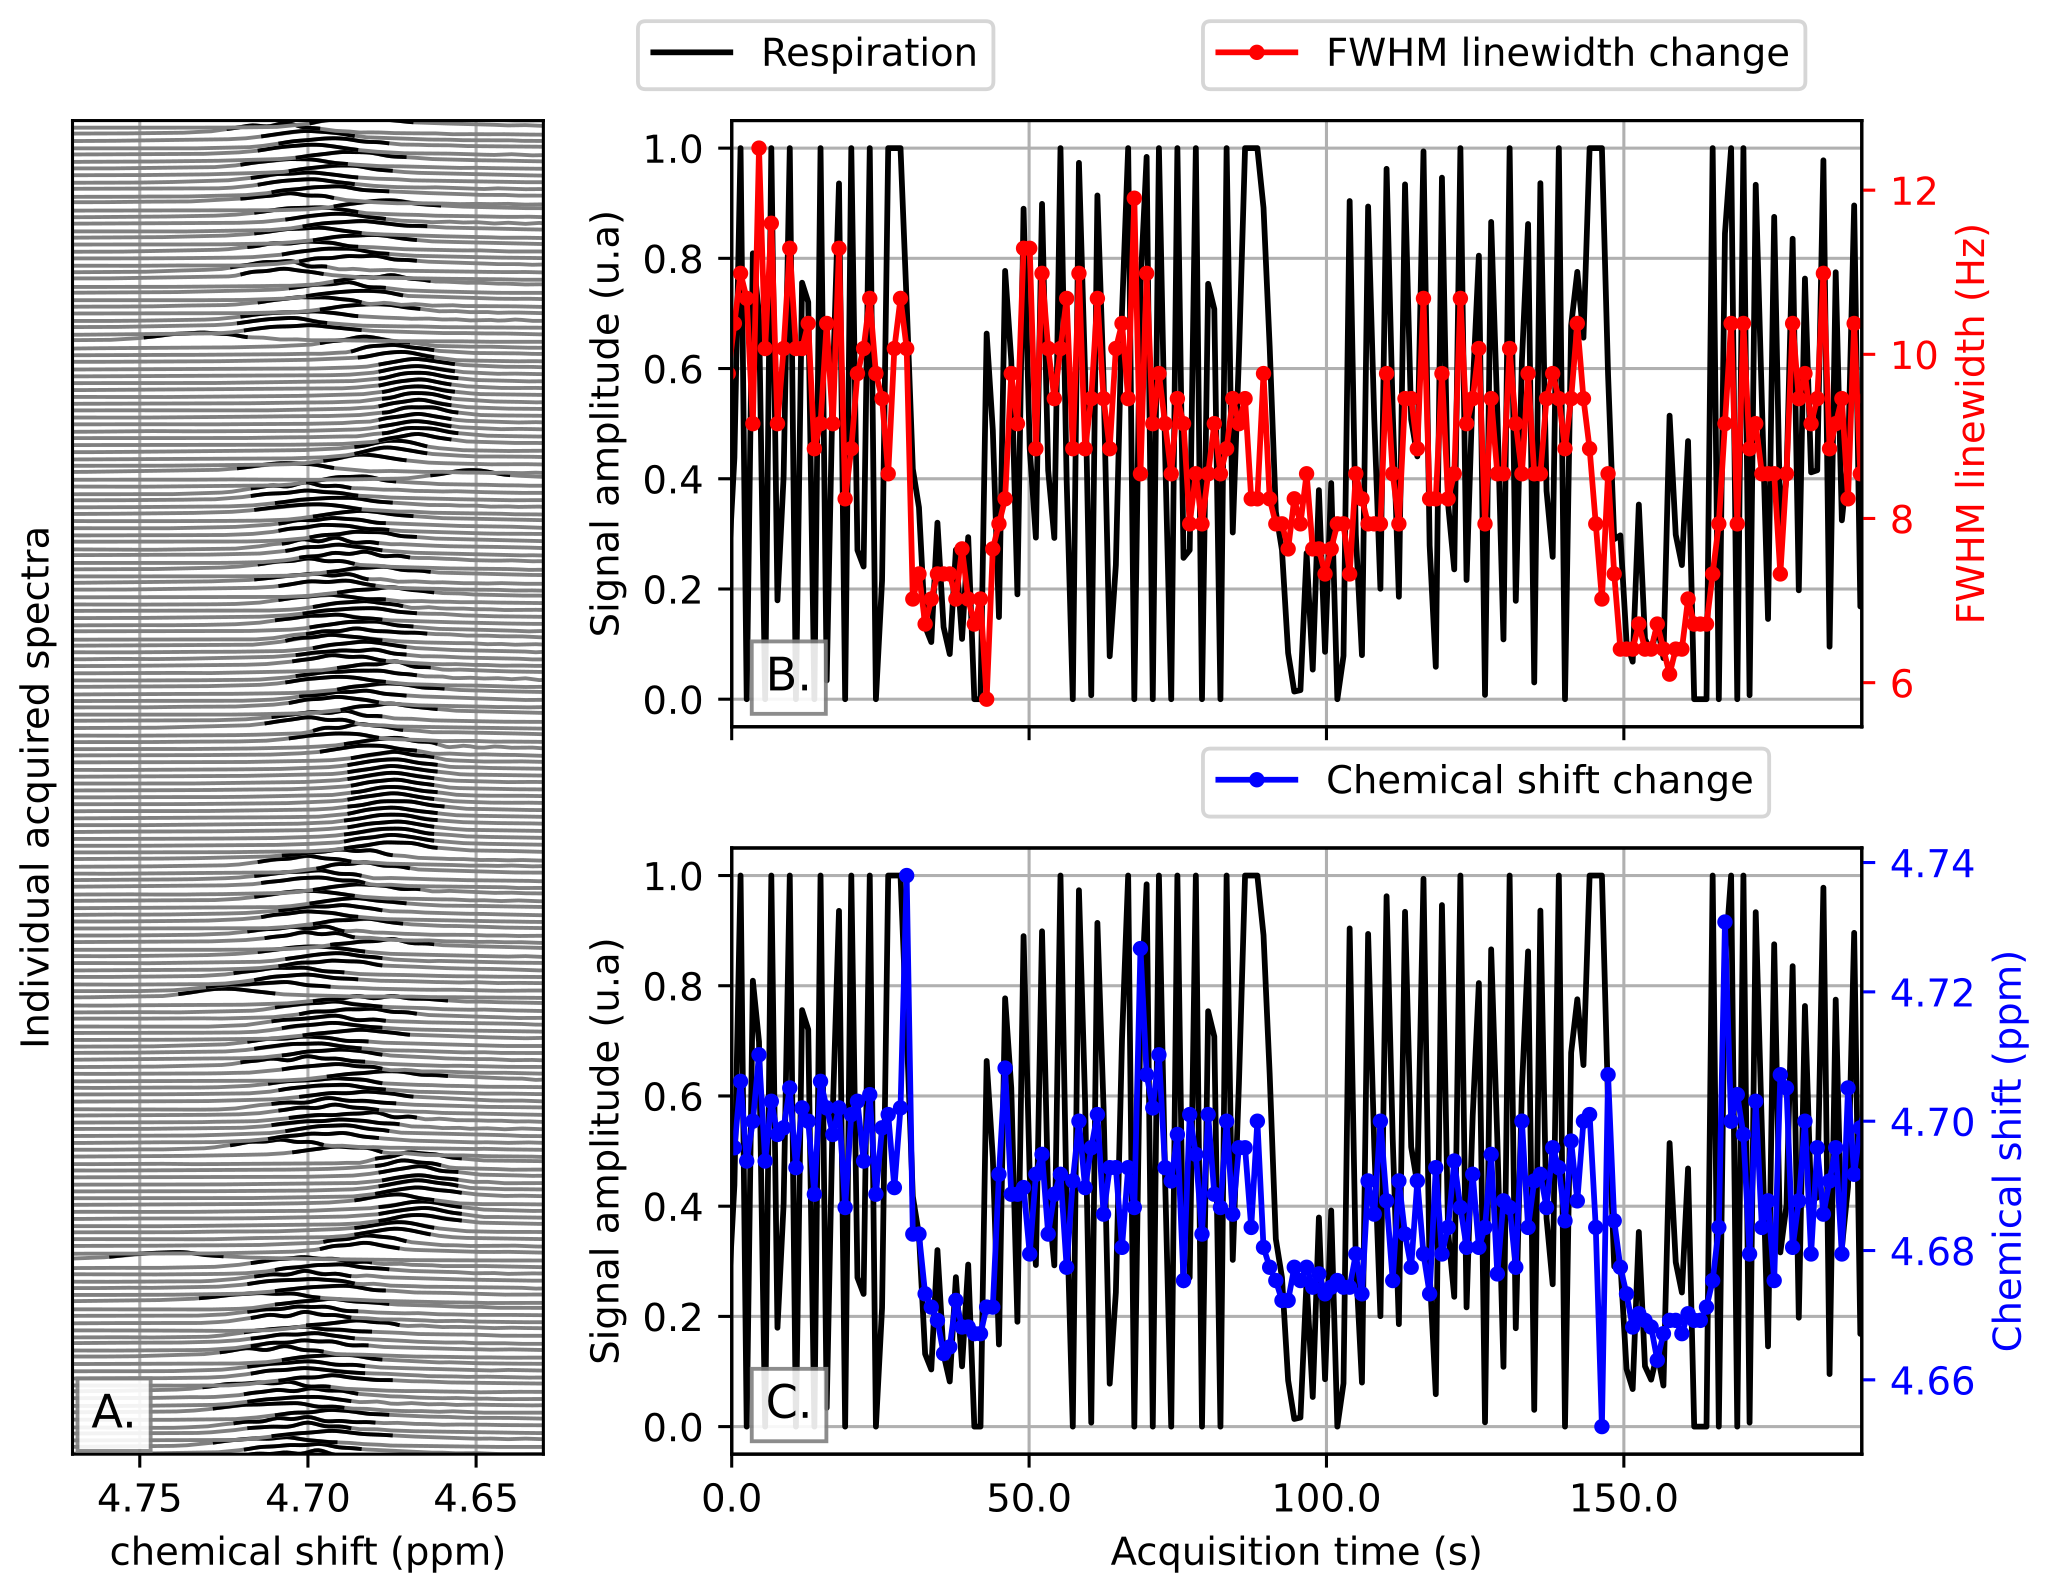 Respiration
FWHM linewidth change
Individual acquired spectra
A.
4.75 4.70 4.65
chemical shift (ppm)
Signal amplitude (u.a)
1.0
0.8
0.6
0.4
0.2
0.0
B.
12
10
8
6
FWHM linewidth (Hz)
Chemical shift change
Signal amplitude (u.a)
1.0
0.8
0.6
0.4
0.2
0.0
C.
4.74
4.72
4.70
4.68
4.66
Chemical shift (ppm)
0.0 50.0 100.0 150.0
Acquisition time (s)